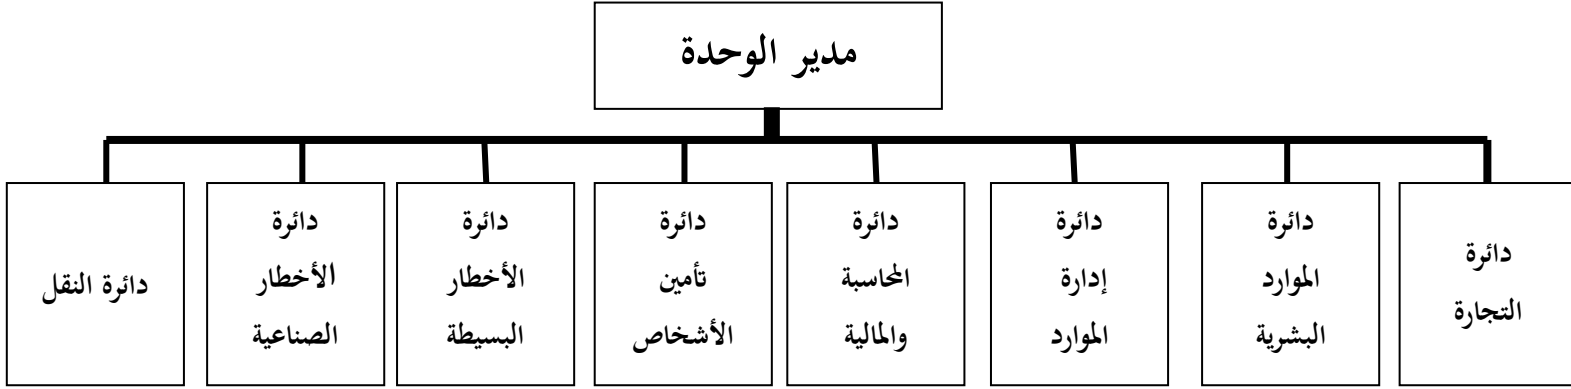 مدير الوحدة
دائرة
التجارة
دائرة
الموارد
البشرية
دائرة
إدارة
الموارد
دائرة
المحاسبة
والمالية
دائرة
تأمين
الأشخاص
دائرة
الأخطار
البسيطة
دائرة
الأخطار
الصناعية
دائرة النقل